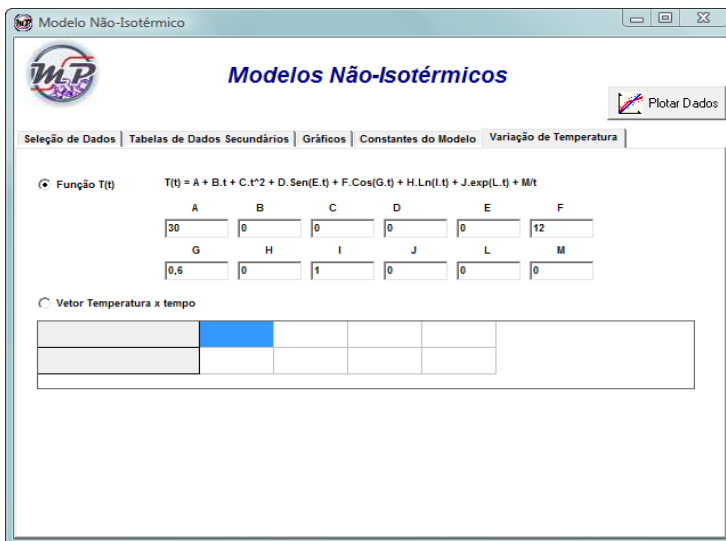 Modelo Não-Isotérmico
MP
Modelos Não-Isotérmicos
Plotar Dados
Seleção de Dados Tabelas de Dados Secundários Gráficos Constantes do Modelo Variação de Temperatura
Função T(t) T(t) = A + B.t + C.t^2 + D.Sen(E.t) + F.Cos(G.t) + H.Ln(I.t) + J.exp(L.t) + M/t
A B C D E F
30 0 0 0 0 12
G H I J L M
0,6 0 1 0 0 0
Vetor Temperatura x tempo